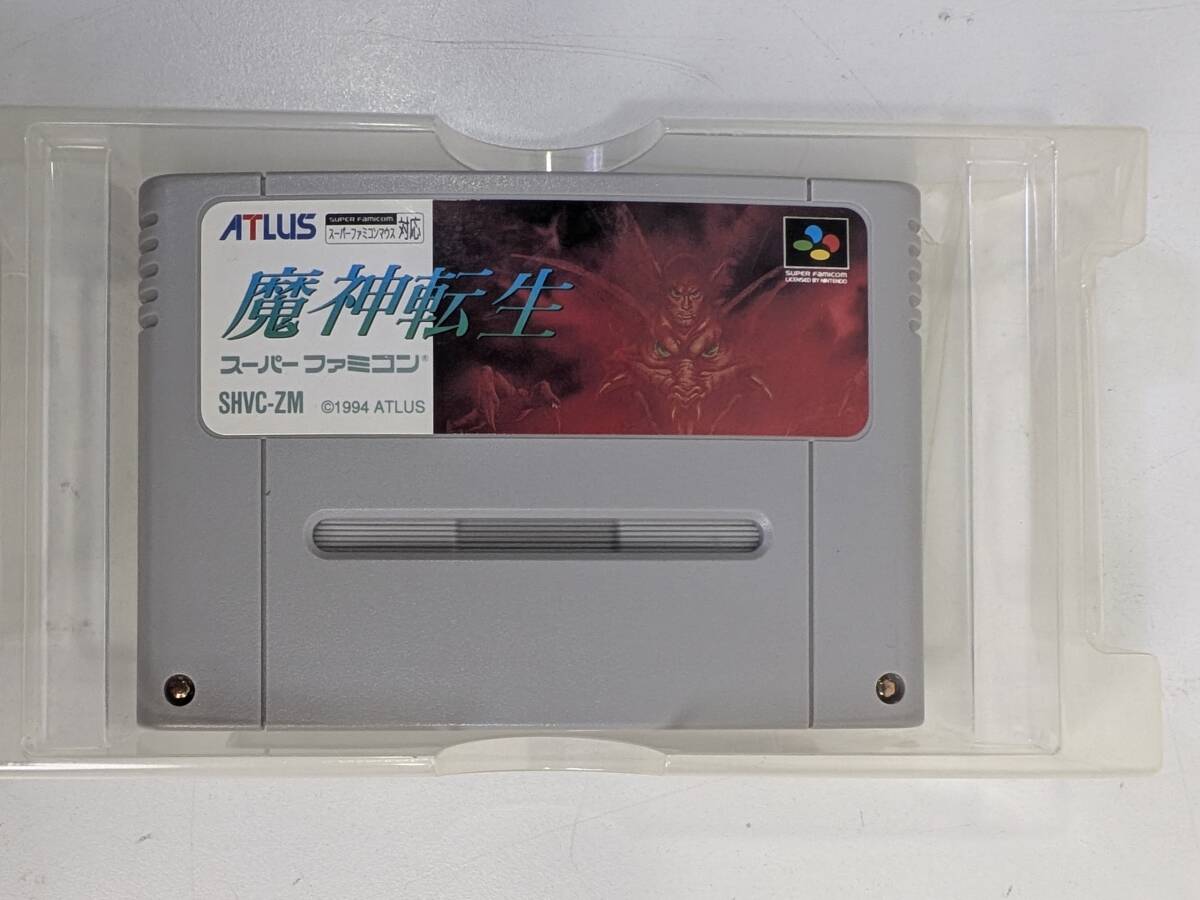 ATLUS
SUPER FAMICOM
スーパーファミコンマウス 対応
魔神転生
スーパーファミコン®
SHVC-ZM ©1994 ATLUS
SUPER FAMICOM
LICENSED BY NINTENDO